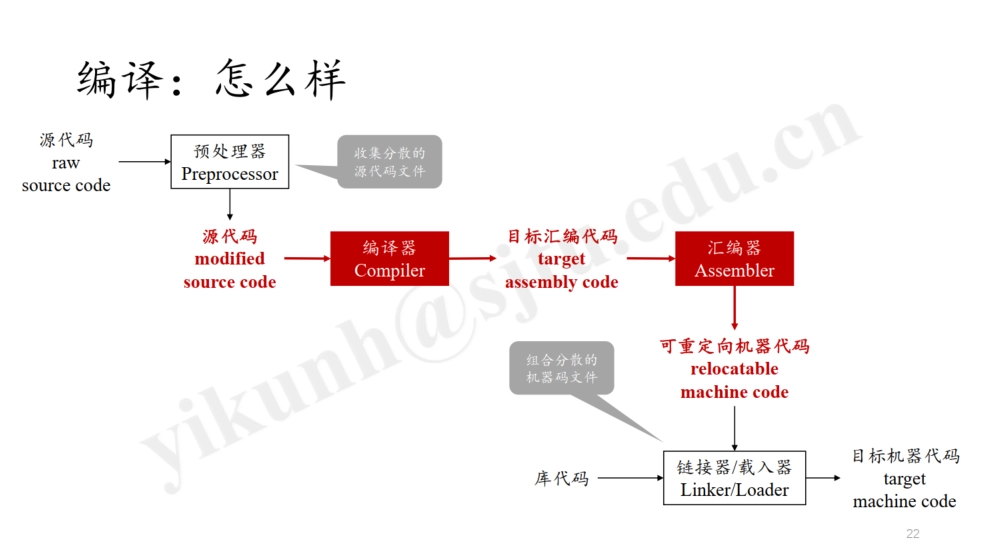 编译：怎么样
源代码
raw
source code
预处理器
Preprocessor
收集分散的
源代码文件
源代码
modified
source code
编译器
Compiler
目标汇编代码
target
assembly code
汇编器
Assembler
可重定向机器代码
relocatable
machine code
组合分散的
机器码文件
库代码
链接器/载入器
Linker/Loader
目标机器代码
target
machine code
yikunh@sjtu.edu.cn
22